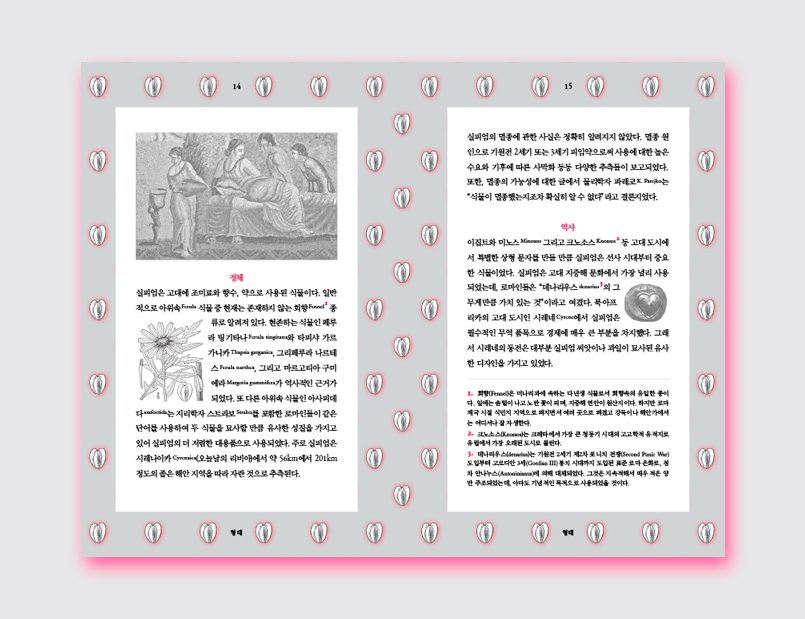 14
정체
실피엄은 고대에 조미료와 향수, 약으로 사용된 식물이다. 일반
적으로 아위속Ferula 식물 중 현재는 존재하지 않는 회향Fennel1 종
류로 알려져 있다. 현존하는 식물인 페루
라 팅기타나Ferula tingitana와 타피샤 가르
가니카Thapsia garganica, 그리페루라 나르테
스Ferula narthex, 그리고 마르고티아 구미
에라Margotia gummifera가 역사적인 근거가
되었다. 또 다른 아위속 식물인 아사피데
다asafoetida는 지리학자 스트라보Strabo를 포함한 로마인들이 같은
단어를 사용하여 두 식물을 묘사할 만큼 유사한 성질을 가지고
있어 실피엄의 더 저렴한 대용품으로 사용되었다. 주로 실피엄은
시레나이카Cyrenaica(오늘날의 리비아)에서 약 56km에서 201km
정도의 좁은 해안 지역을 따라 자란 것으로 추측된다.
형태
15
실피엄의 멸종에 관한 사실은 정확히 알려지지 않았다. 멸종 원
인으로 기원전 2세기 또는 3세기 피임약으로써 사용에 대한 높은
수요와 기후에 따른 사막화 등등 다양한 추측들이 보고되었다.
또한, 멸종의 가능성에 대한 글에서 물리학자 파레코K. Parejko는
“식물이 멸종했는지조차 확실히 알 수 없다”라고 결론지었다.
역사
이집트와 미노스Minoans 그리고 크노소스Knossos2 등 고대 도시에
서 특별한 상형 문자를 만들 만큼 실피엄은 선사 시대부터 중요
한 식물이었다. 실피엄은 고대 지중해 문화에서 가장 널리 사용
되었는데, 로마인들은 “데나리우스denarius3의 그
무게만큼 가치 있는 것”이라고 여겼다. 북아프
리카의 고대 도시인 시레네Cyrene에서 실피엄은
필수적인 무역 품목으로 경제에 매우 큰 부분을 차지했다. 그래
서 시레네의 동전은 대부분 실피엄 씨앗이나 과일이 묘사된 유사
한 디자인을 가지고 있다.
1. 회향(Fennel)은 미나리과에 속하는 다년생 식물로서 회향속의 유일한 종이
다. 잎에는 솜털이 나고 노란 꽃이 피며, 지중해 연안이 원산지이다. 하지만 로마
제국 시절 식민지 지역으로 퍼지면서 여러 곳으로 퍼졌고 강둑이나 해안가에서
는 어디서나 잘 자생한다.
2. 크노소스(Knossos)는 크레타에서 가장 큰 청동기 시대의 고고학적 유적지로
유럽에서 가장 오래된 도시로 불린다.
3. 데나리우스(denarius)는 기원전 2세기 제2차 포니치 전쟁(Second Punic War)
도입부터 고르디안 3세(Gordian III) 통치 시대까지 도입된 표준 로마 은화로, 점
차 안나누스(Antoninianus)에 의해 대체되었다. 그것은 지속적해서 매우 적은 양
만 주조되었는데, 아마도 기념적인 목적으로 사용되었을 것이다.
형태